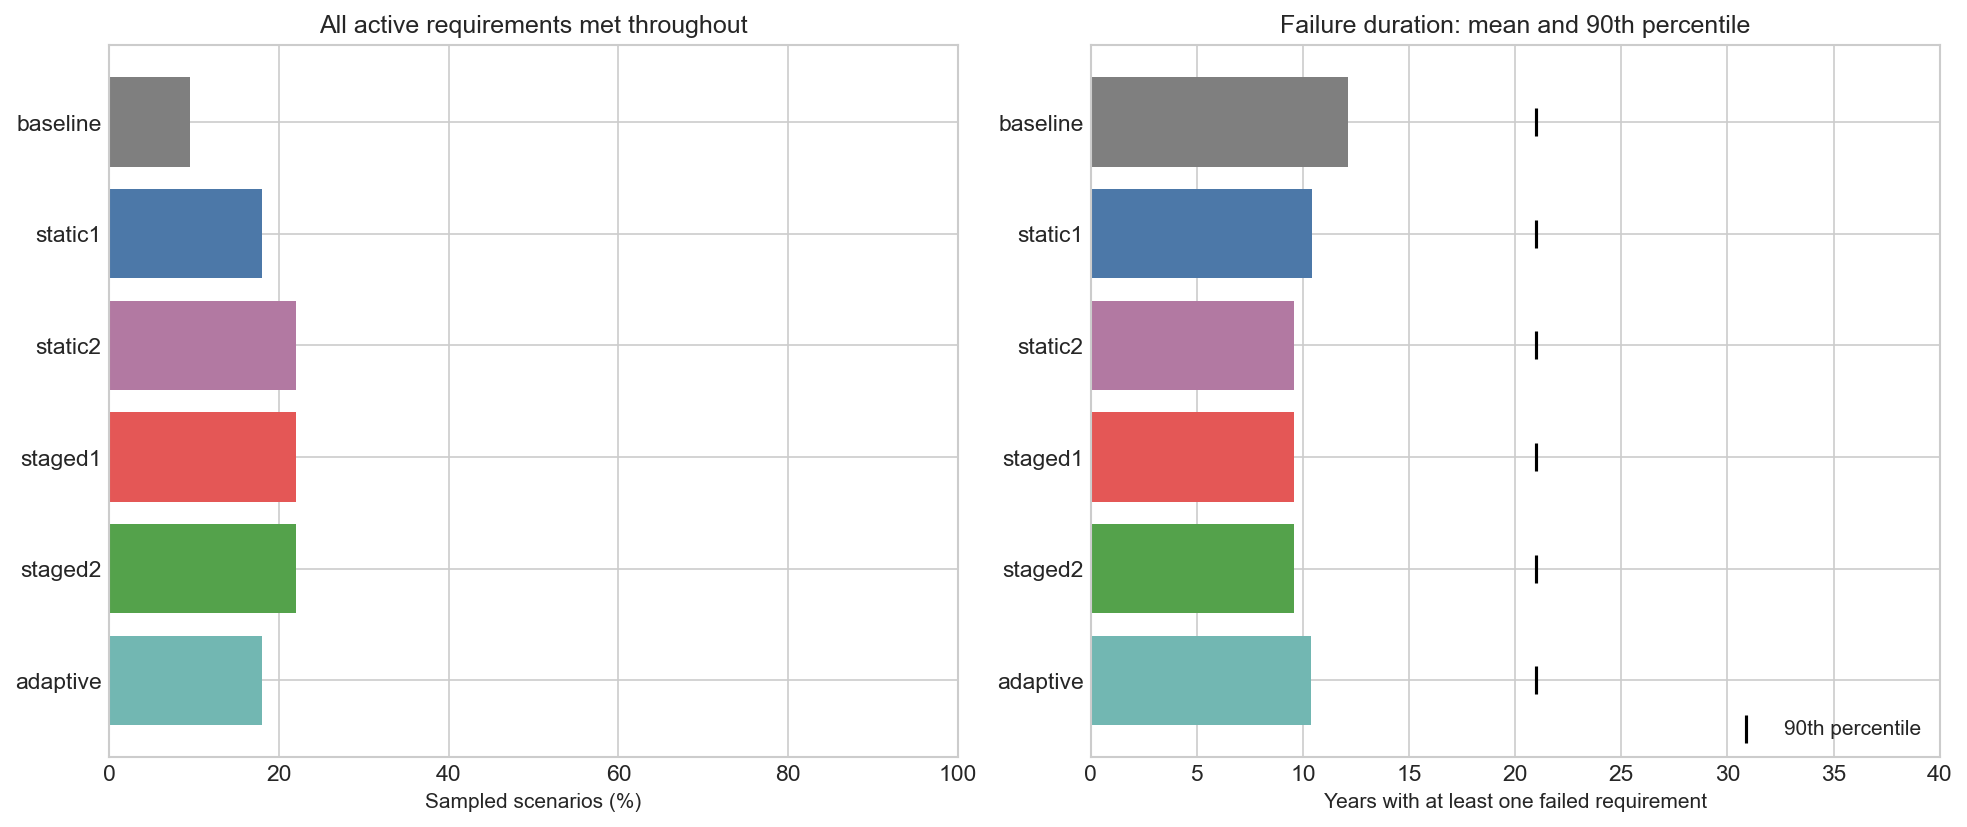 All active requirements met throughout
baseline
static1
static2
staged1
staged2
adaptive
0 20 40 60 80 100
Sampled scenarios (%)
Failure duration: mean and 90th percentile
baseline
static1
static2
staged1
staged2
adaptive
90th percentile
0 5 10 15 20 25 30 35 40
Years with at least one failed requirement